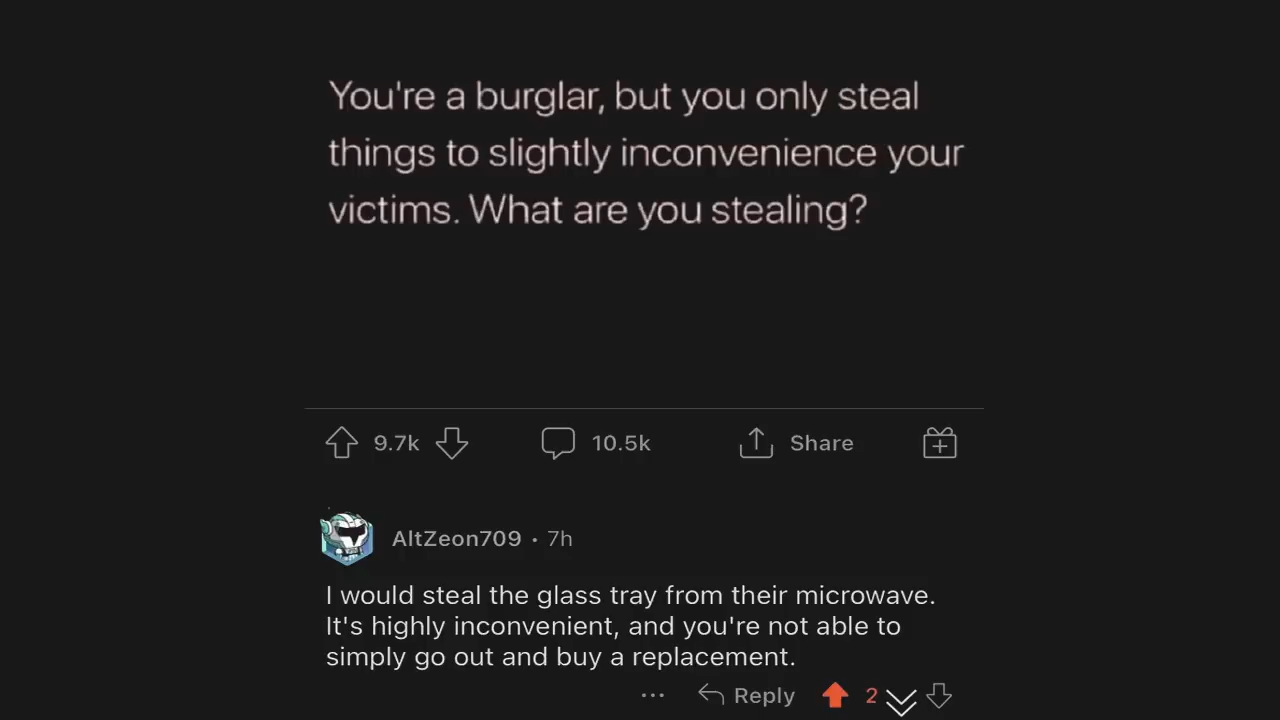 You're a burglar, but you only steal
things to slightly inconvenience your
victims. What are you stealing?
9.7k 10.5k Share
AltZeon709 · 7h
I would steal the glass tray from their microwave.
It's highly inconvenient, and you're not able to
simply go out and buy a replacement.
... Reply 2